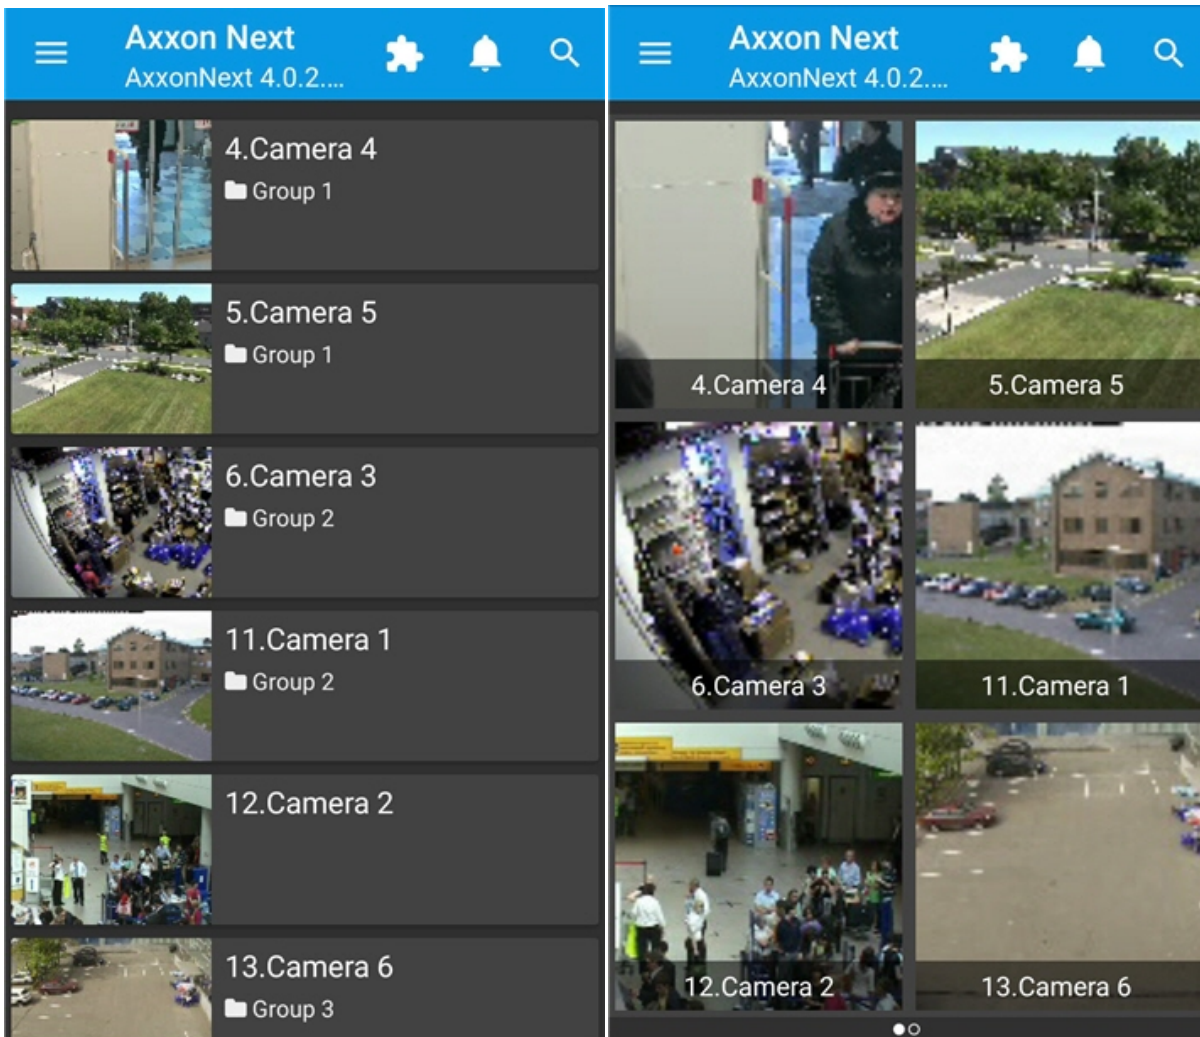 Axxon Next
AxxonNext 4.0.2....
4.Camera 4
Group 1
5.Camera 5
Group 1
6.Camera 3
Group 2
11.Camera 1
Group 2
12.Camera 2
13.Camera 6
Group 3
Axxon Next
AxxonNext 4.0.2....
4.Camera 4
5.Camera 5
6.Camera 3
11.Camera 1
12.Camera 2
13.Camera 6